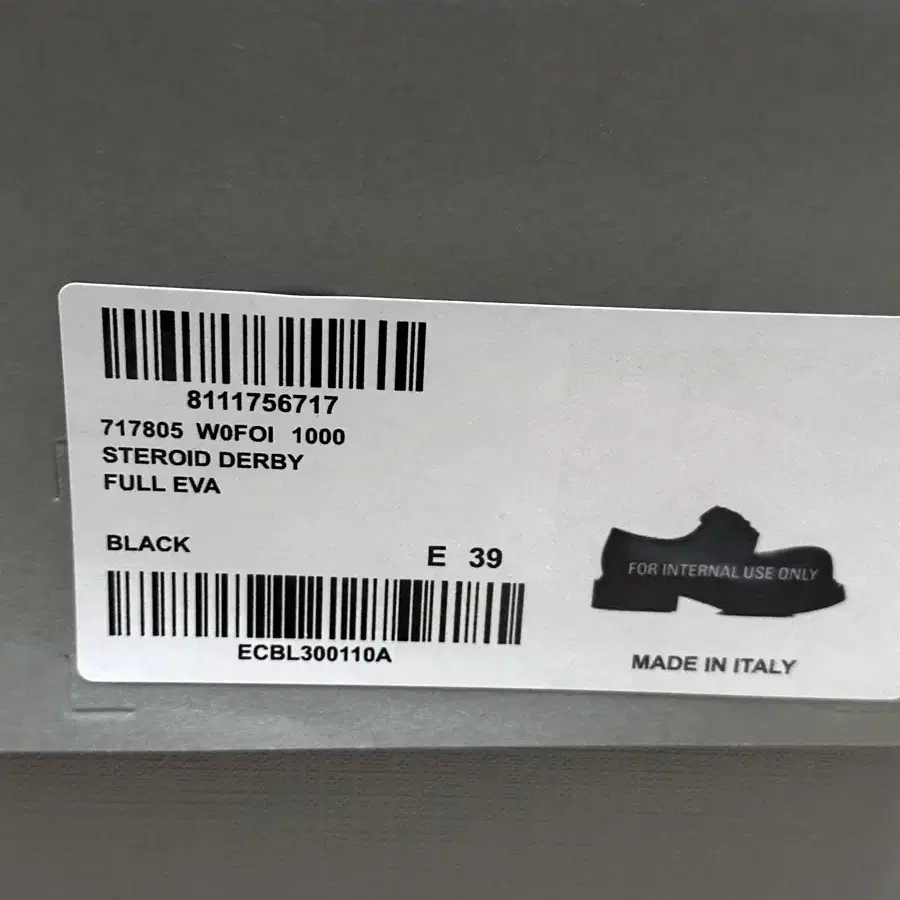 8111756717
717805 W0FOI 1000
STEROID DERBY
FULL EVA
BLACK
E 39
ECBL300110A
FOR INTERNAL USE ONLY
MADE IN ITALY